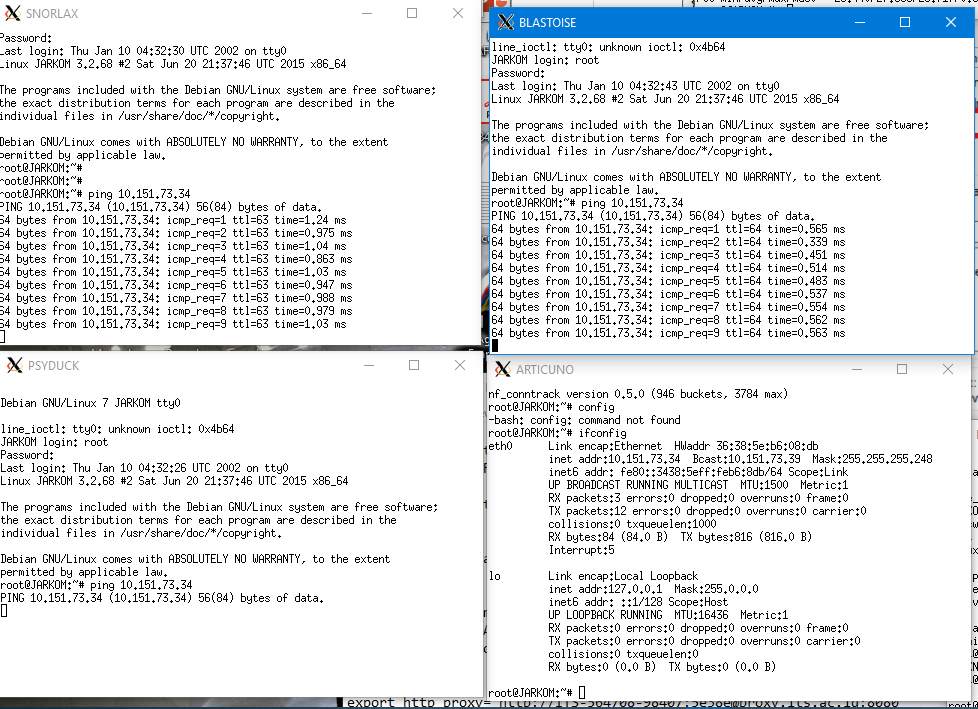 SNORLAX
Password:
Last login: Thu Jan 10 04:32:30 UTC 2002 on tty0
Linux JARKOM 3.2.68 #2 Sat Jun 20 21:37:46 UTC 2015 x86_64
The programs included with the Debian GNU/Linux system are free software;
the exact distribution terms for each program are described in the
individual files in /usr/share/doc/*/copyright.
Debian GNU/Linux comes with ABSOLUTELY NO WARRANTY, to the extent
permitted by applicable law.
root@JARKOM:~#
root@JARKOM:~#
root@JARKOM:~# ping 10.151.73.34
PING 10.151.73.34 (10.151.73.34) 56(84) bytes of data.
64 bytes from 10.151.73.34: icmp_req=1 ttl=63 time=1.24 ms
64 bytes from 10.151.73.34: icmp_req=2 ttl=63 time=0.975 ms
64 bytes from 10.151.73.34: icmp_req=3 ttl=63 time=1.04 ms
64 bytes from 10.151.73.34: icmp_req=4 ttl=63 time=0.863 ms
64 bytes from 10.151.73.34: icmp_req=5 ttl=63 time=1.03 ms
64 bytes from 10.151.73.34: icmp_req=6 ttl=63 time=0.947 ms
64 bytes from 10.151.73.34: icmp_req=7 ttl=63 time=0.988 ms
64 bytes from 10.151.73.34: icmp_req=8 ttl=63 time=0.979 ms
64 bytes from 10.151.73.34: icmp_req=9 ttl=63 time=1.03 ms
BLASTOISE
line_ioctl: tty0: unknown ioctl: 0x4b64
JARKOM login: root
Password:
Last login: Thu Jan 10 04:32:43 UTC 2002 on tty0
Linux JARKOM 3.2.68 #2 Sat Jun 20 21:37:46 UTC 2015 x86_64
The programs included with the Debian GNU/Linux system are free software;
the exact distribution terms for each program are described in the
individual files in /usr/share/doc/*/copyright.
Debian GNU/Linux comes with ABSOLUTELY NO WARRANTY, to the extent
permitted by applicable law.
root@JARKOM:~# ping 10.151.73.34
PING 10.151.73.34 (10.151.73.34) 56(84) bytes of data.
64 bytes from 10.151.73.34: icmp_req=1 ttl=64 time=0.565 ms
64 bytes from 10.151.73.34: icmp_req=2 ttl=64 time=0.339 ms
64 bytes from 10.151.73.34: icmp_req=3 ttl=64 time=0.451 ms
64 bytes from 10.151.73.34: icmp_req=4 ttl=64 time=0.514 ms
64 bytes from 10.151.73.34: icmp_req=5 ttl=64 time=0.483 ms
64 bytes from 10.151.73.34: icmp_req=6 ttl=64 time=0.537 ms
64 bytes from 10.151.73.34: icmp_req=7 ttl=64 time=0.554 ms
64 bytes from 10.151.73.34: icmp_req=8 ttl=64 time=0.562 ms
64 bytes from 10.151.73.34: icmp_req=9 ttl=64 time=0.563 ms
PSYDUCK
Debian GNU/Linux 7 JARKOM tty0
line_ioctl: tty0: unknown ioctl: 0x4b64
JARKOM login: root
Password:
Last login: Thu Jan 10 04:32:26 UTC 2002 on tty0
Linux JARKOM 3.2.68 #2 Sat Jun 20 21:37:46 UTC 2015 x86_64
The programs included with the Debian GNU/Linux system are free software;
the exact distribution terms for each program are described in the
individual files in /usr/share/doc/*/copyright.
Debian GNU/Linux comes with ABSOLUTELY NO WARRANTY, to the extent
permitted by applicable law.
root@JARKOM:~# ping 10.151.73.34
PING 10.151.73.34 (10.151.73.34) 56(84) bytes of data.
ARTICUNO
nf_conntrack version 0.5.0 (946 buckets, 3784 max)
root@JARKOM:~# config
-bash: config: command not found
root@JARKOM:~# ifconfig
eth0 Link encap:Ethernet HWaddr 36:38:5e:b6:08:db
inet addr:10.151.73.34 Bcast:10.151.73.39 Mask:255.255.255.248
inet6 addr: fe80::3438:5eff:feb6:8db/64 Scope:Link
UP BROADCAST RUNNING MULTICAST MTU:1500 Metric:1
RX packets:3 errors:0 dropped:0 overruns:0 frame:0
TX packets:12 errors:0 dropped:0 overruns:0 carrier:0
collisions:0 txqueuelen:1000
RX bytes:84 (84.0 B) TX bytes:816 (816.0 B)
Interrupt:5
lo Link encap:Local Loopback
inet addr:127.0.0.1 Mask:255.0.0.0
inet6 addr: ::1/128 Scope:Host
UP LOOPBACK RUNNING MTU:16436 Metric:1
RX packets:0 errors:0 dropped:0 overruns:0 frame:0
TX packets:0 errors:0 dropped:0 overruns:0 carrier:0
collisions:0 txqueuelen:0
RX bytes:0 (0.0 B) TX bytes:0 (0.0 B)
root@JARKOM:~#
export http_proxy=